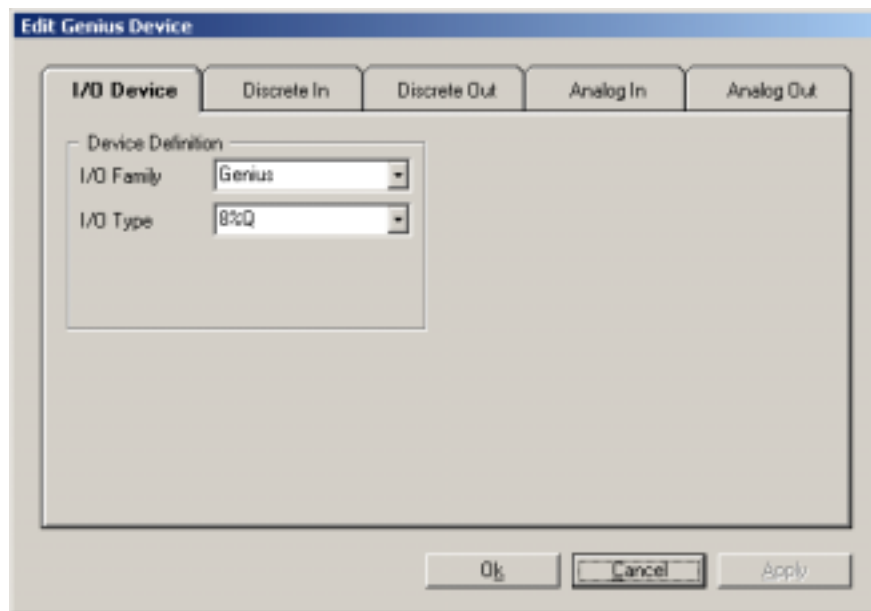 Edit Genius Device
I/O Device Discrete In Discrete Out Analog In Analog Out
Device Definition
I/O Family Genius
I/O Type 8%Q
Ok Cancel Apply